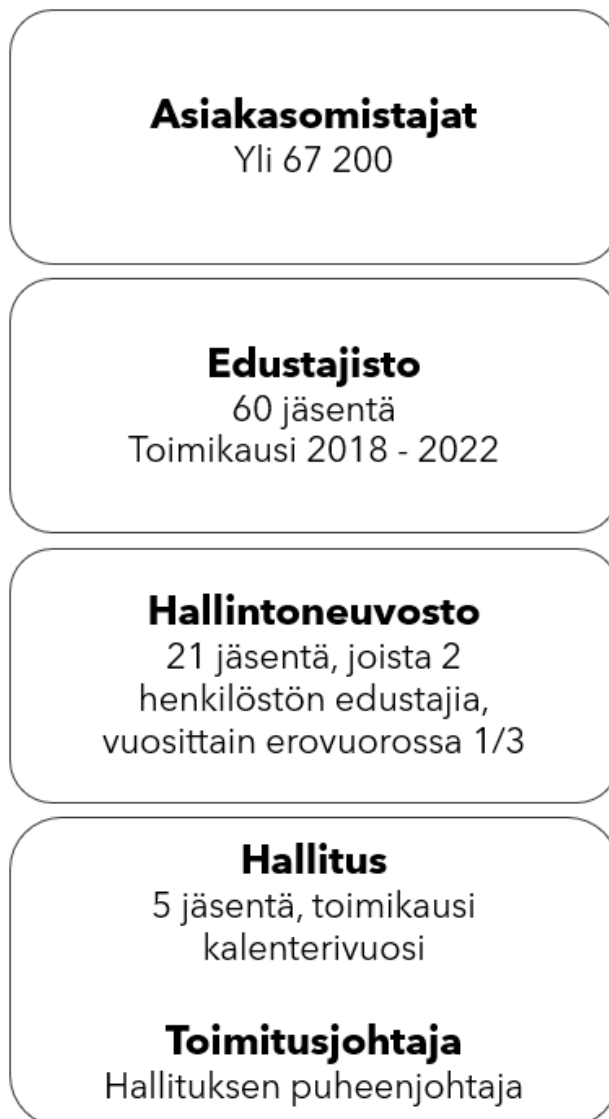 Asiakasomistajat
Yli 67 200
Edustajisto
60 jäsentä
Toimikausi 2018 - 2022
Hallintoneuvosto
21 jäsentä, joista 2
henkilöstön edustajia,
vuosittain erovuorossa 1/3
Hallitus
5 jäsentä, toimikausi
kalenterivuosi
Toimitusjohtaja
Hallituksen puheenjohtaja